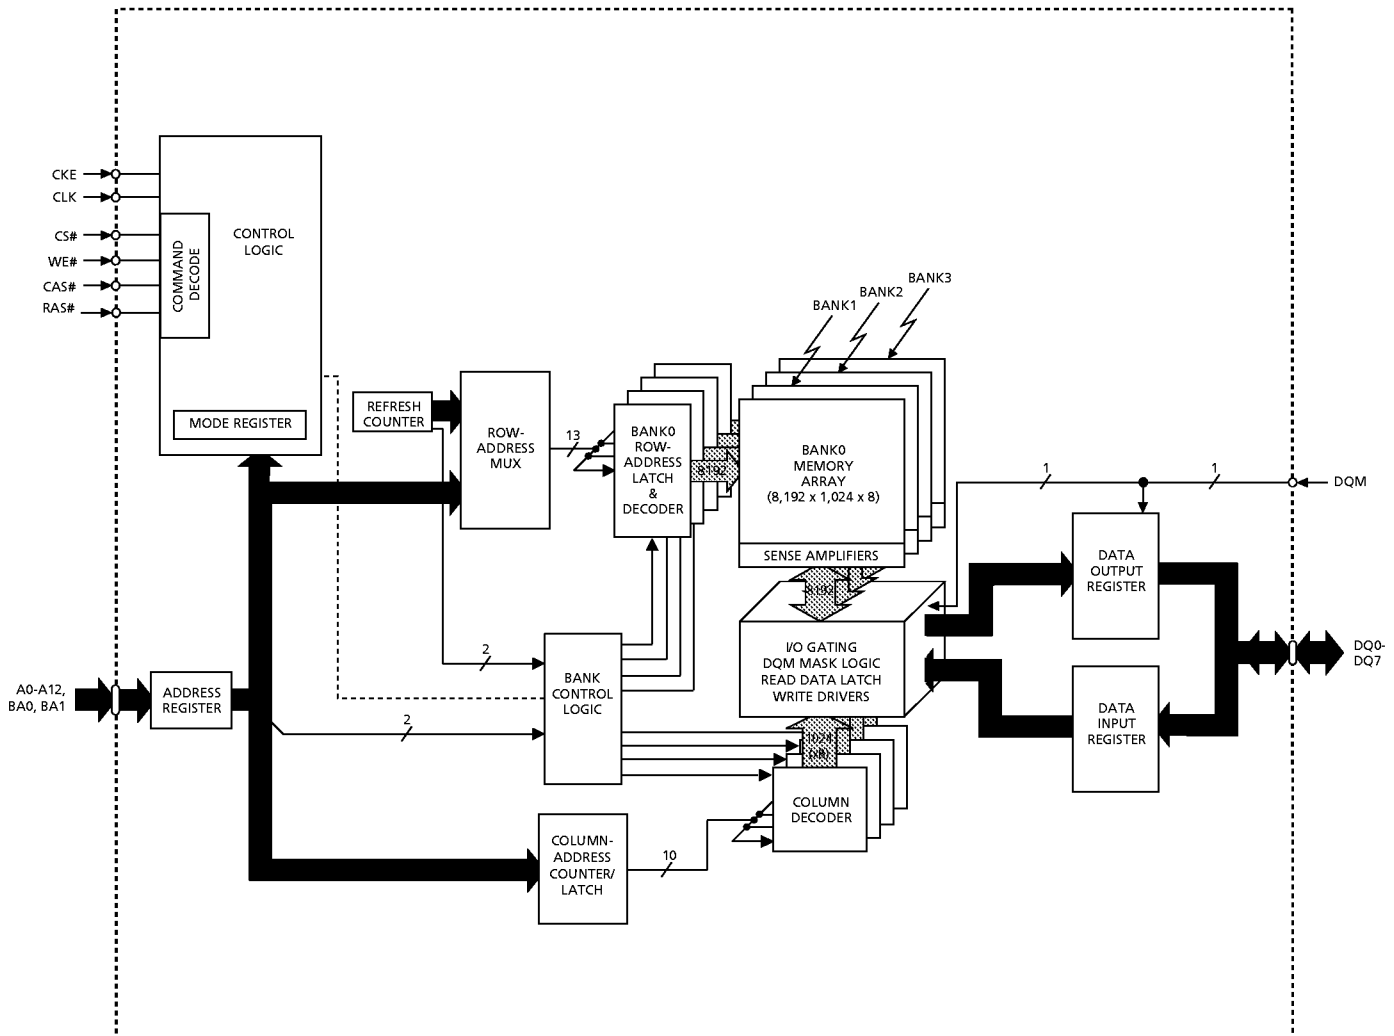 CKE
CLK
CS#
WE#
CAS#
RAS#
COMMAND
DECODE
CONTROL
LOGIC
MODE REGISTER
REFRESH
COUNTER
ROW-
ADDRESS
MUX
13
BANK0
ROW-
ADDRESS
LATCH
&
DECODER
8192
BANK1
BANK2
BANK3
BANK0
MEMORY
ARRAY
(8,192 x 1,024 x 8)
SENSE AMPLIFIERS
8192
I/O GATING
DQM MASK LOGIC
READ DATA LATCH
WRITE DRIVERS
1
1
DQM
DATA
OUTPUT
REGISTER
DATA
INPUT
REGISTER
DQ0-
DQ7
A0-A12,
BA0, BA1
ADDRESS
REGISTER
2
2
BANK
CONTROL
LOGIC
1024
(x8)
COLUMN
DECODER
COLUMN-
ADDRESS
COUNTER/
LATCH
10